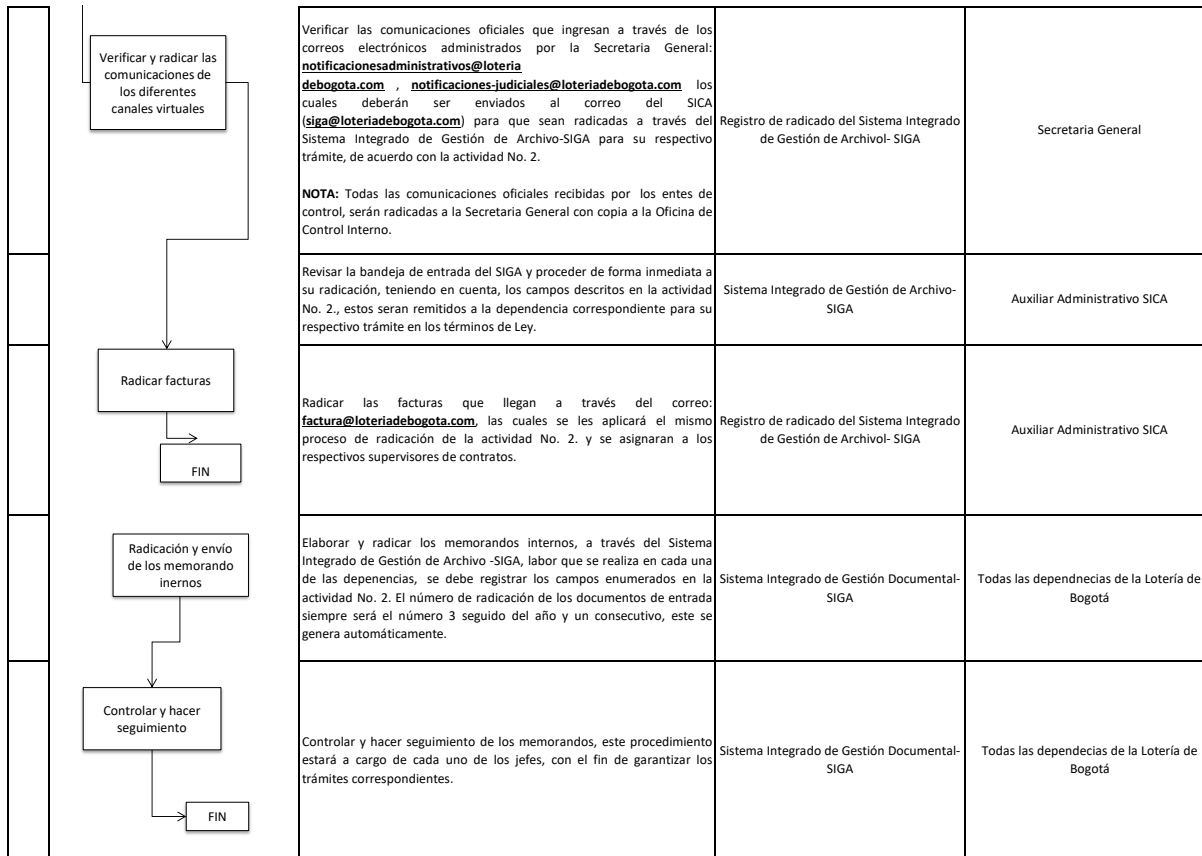 Verificar y radicar las
comunicaciones de
los diferentes
canales virtuales
Verificar las comunicaciones oficiales que ingresan a través de los
correos electrónicos administrados por la Secretaria General:
notificacionesadministrativos@loteria
debogota.com , notificaciones-judiciales@loteriadebogota.com los
cuales deberán ser enviados al correo del SICA
(siga@loteriadebogota.com) para que sean radicadas a través del
Sistema Integrado de Gestión de Archivo-SIGA para su respectivo
trámite, de acuerdo con la actividad No. 2.
NOTA: Todas las comunicaciones oficiales recibidas por los entes de
control, serán radicadas a la Secretaria General con copia a la Oficina de
Control Interno.
Registro de radicado del Sistema Integrado
de Gestión de Archivol- SIGA
Secretaria General
Revisar la bandeja de entrada del SIGA y proceder de forma inmediata a
su radicación, teniendo en cuenta, los campos descritos en la actividad
No. 2., estos seran remitidos a la dependencia correspondiente para su
respectivo trámite en los términos de Ley.
Sistema Integrado de Gestión de Archivo-
SIGA
Auxiliar Administrativo SICA
Radicar facturas
FIN
Radicar las facturas que llegan a través del correo:
factura@loteriadebogota.com, las cuales se les aplicará el mismo
proceso de radicación de la actividad No. 2. y se asignaran a los
respectivos supervisores de contratos.
Registro de radicado del Sistema Integrado
de Gestión de Archivol- SIGA
Auxiliar Administrativo SICA
Radicación y envío
de los memorando
inernos
Elaborar y radicar los memorandos internos, a través del Sistema
Integrado de Gestión de Archivo -SIGA, labor que se realiza en cada una
de las depenencias, se debe registrar los campos enumerados en la
actividad No. 2. El número de radicación de los documentos de entrada
siempre será el número 3 seguido del año y un consecutivo, este se
genera automáticamente.
Sistema Integrado de Gestión Documental-
SIGA
Todas las dependnecias de la Lotería de
Bogotá
Controlar y hacer
seguimiento
FIN
Controlar y hacer seguimiento de los memorandos, este procedimiento
estará a cargo de cada uno de los jefes, con el fin de garantizar los
trámites correspondientes.
Sistema Integrado de Gestión Documental-
SIGA
Todas las dependecias de la Lotería de
Bogotá